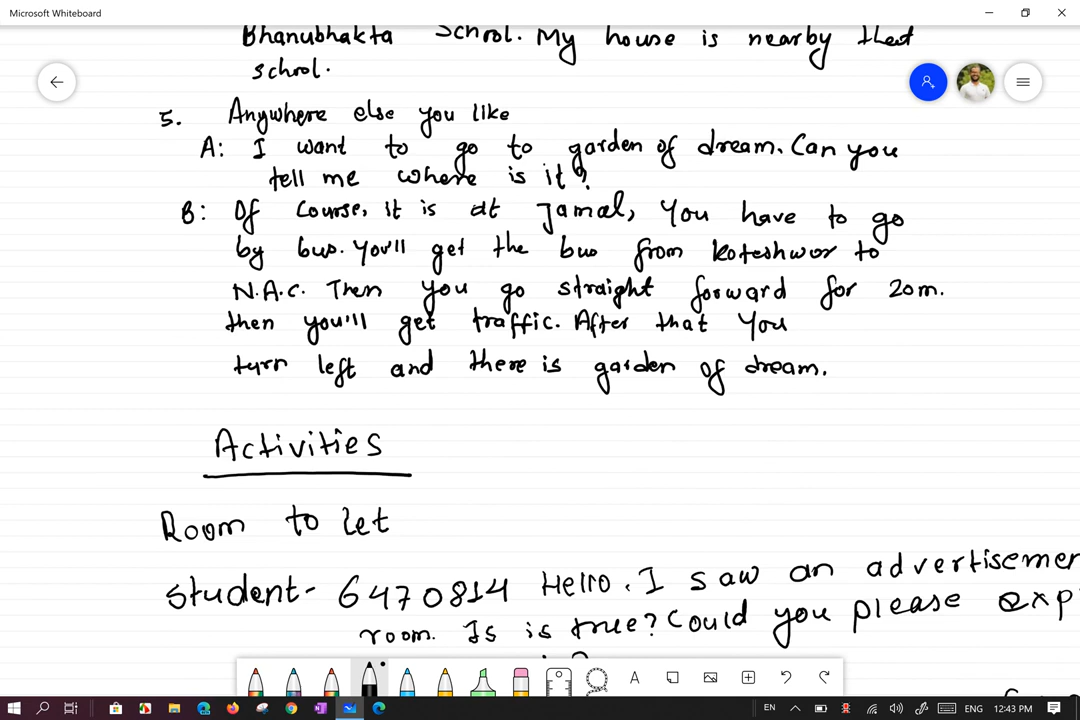 Microsoft Whiteboard
Bhanubhakta School. My house is nearby that
school.
5. Anywhere else you like
A: I want to go to garden of dream. Can you
tell me where is it?
B: Of course, it is at Jamal, You have to go
by bus. You'll get the bus from koteshwor to
N.A.C. Then you go straight forward for 20m.
then you'll get traffic. After that You
turn left and there is garden of dream.
Activities
Room to let
Student- 6470814 Hello. I saw an advertisemen
room. Is is true? Could you please exp
A
EN
ENG
12:43 PM